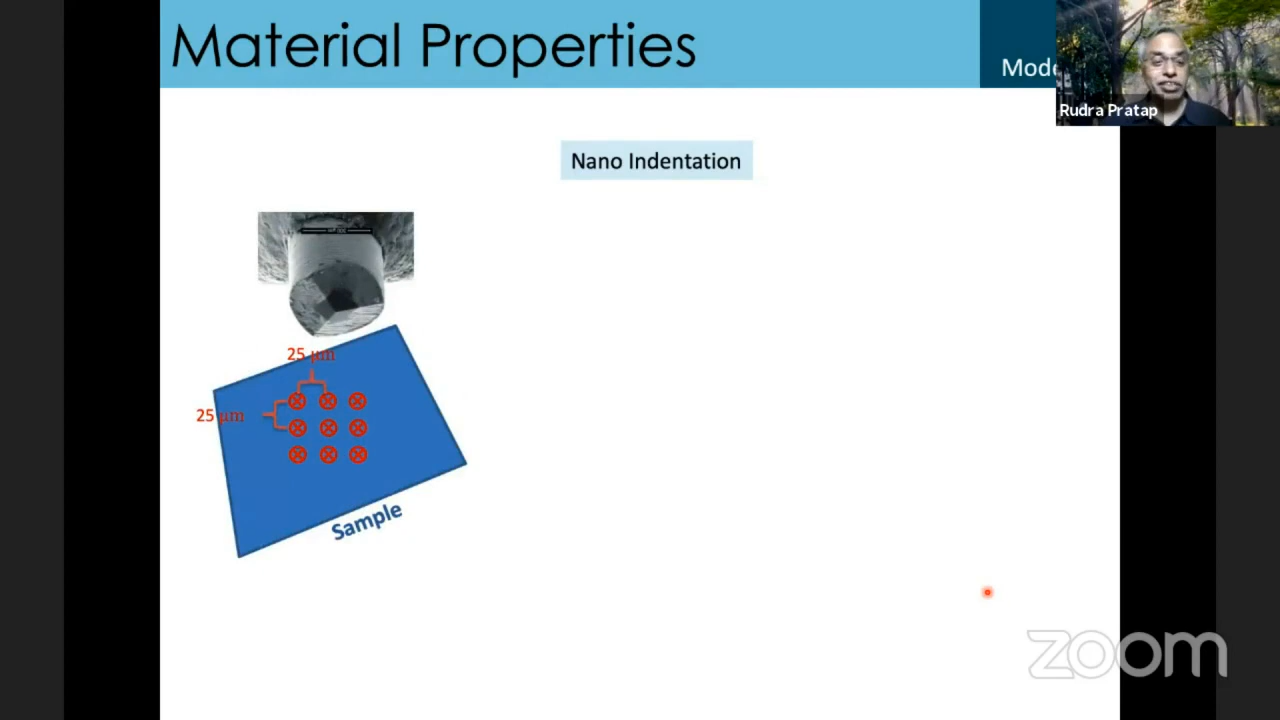 Material Properties
Mode
Rudra Pratap
Nano Indentation
25 μm
25 μm
Sample
zoom